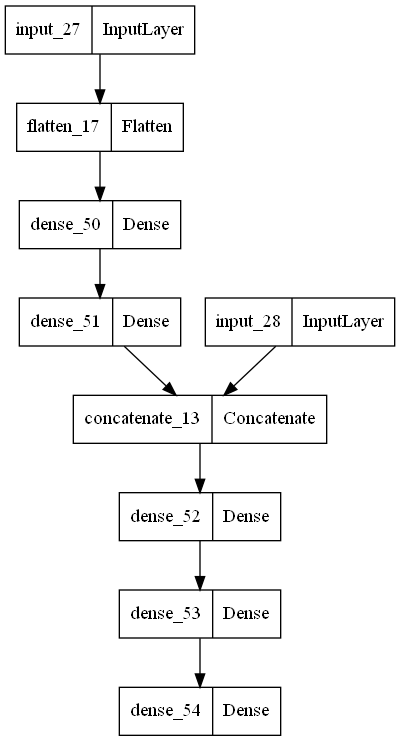 input_27 InputLayer
flatten_17 Flatten
dense_50 Dense
dense_51 Dense
input_28 InputLayer
concatenate_13 Concatenate
dense_52 Dense
dense_53 Dense
dense_54 Dense